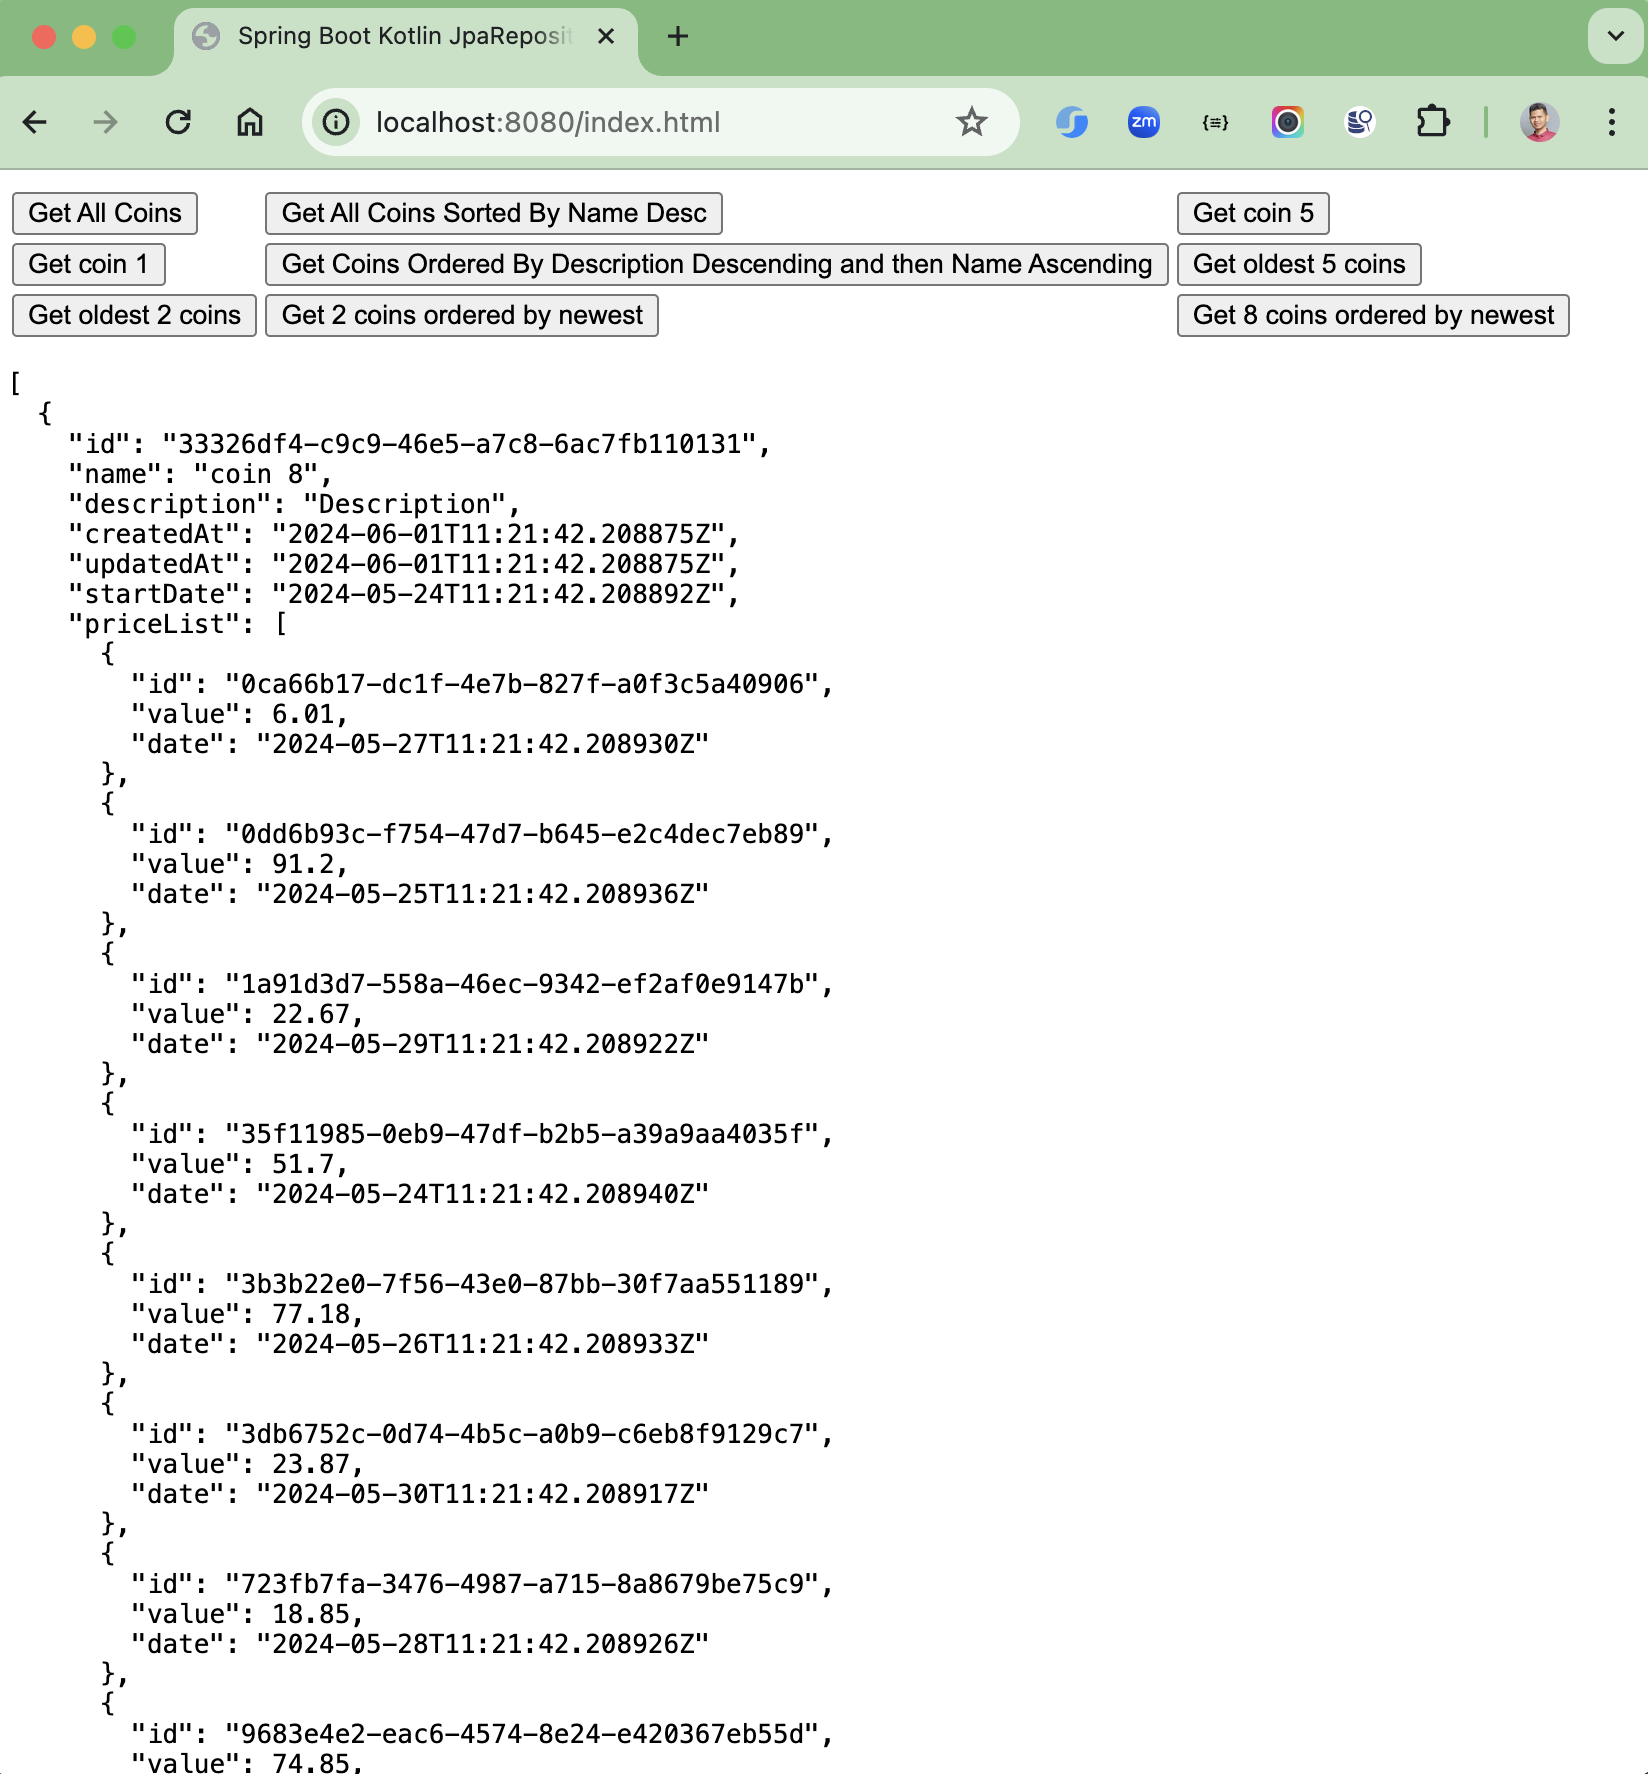 Spring Boot Kotlin JpaReposit
localhost:8080/index.html
zm
Get All Coins Get All Coins Sorted By Name Desc Get coin 5
Get coin 1 Get Coins Ordered By Description Descending and then Name Ascending Get oldest 5 coins
Get oldest 2 coins Get 2 coins ordered by newest Get 8 coins ordered by newest
[
  {
    "id": "33326df4-c9c9-46e5-a7c8-6ac7fb110131",
    "name": "coin 8",
    "description": "Description",
    "createdAt": "2024-06-01T11:21:42.208875Z",
    "updatedAt": "2024-06-01T11:21:42.208875Z",
    "startDate": "2024-05-24T11:21:42.208892Z",
    "priceList": [
      {
        "id": "0ca66b17-dc1f-4e7b-827f-a0f3c5a40906",
        "value": 6.01,
        "date": "2024-05-27T11:21:42.208930Z"
      },
      {
        "id": "0dd6b93c-f754-47d7-b645-e2c4dec7eb89",
        "value": 91.2,
        "date": "2024-05-25T11:21:42.208936Z"
      },
      {
        "id": "1a91d3d7-558a-46ec-9342-ef2af0e9147b",
        "value": 22.67,
        "date": "2024-05-29T11:21:42.208922Z"
      },
      {
        "id": "35f11985-0eb9-47df-b2b5-a39a9aa4035f",
        "value": 51.7,
        "date": "2024-05-24T11:21:42.208940Z"
      },
      {
        "id": "3b3b22e0-7f56-43e0-87bb-30f7aa551189",
        "value": 77.18,
        "date": "2024-05-26T11:21:42.208933Z"
      },
      {
        "id": "3db6752c-0d74-4b5c-a0b9-c6eb8f9129c7",
        "value": 23.87,
        "date": "2024-05-30T11:21:42.208917Z"
      },
      {
        "id": "723fb7fa-3476-4987-a715-8a8679be75c9",
        "value": 18.85,
        "date": "2024-05-28T11:21:42.208926Z"
      },
      {
        "id": "9683e4e2-eac6-4574-8e24-e420367eb55d",
        "value": 74.85,